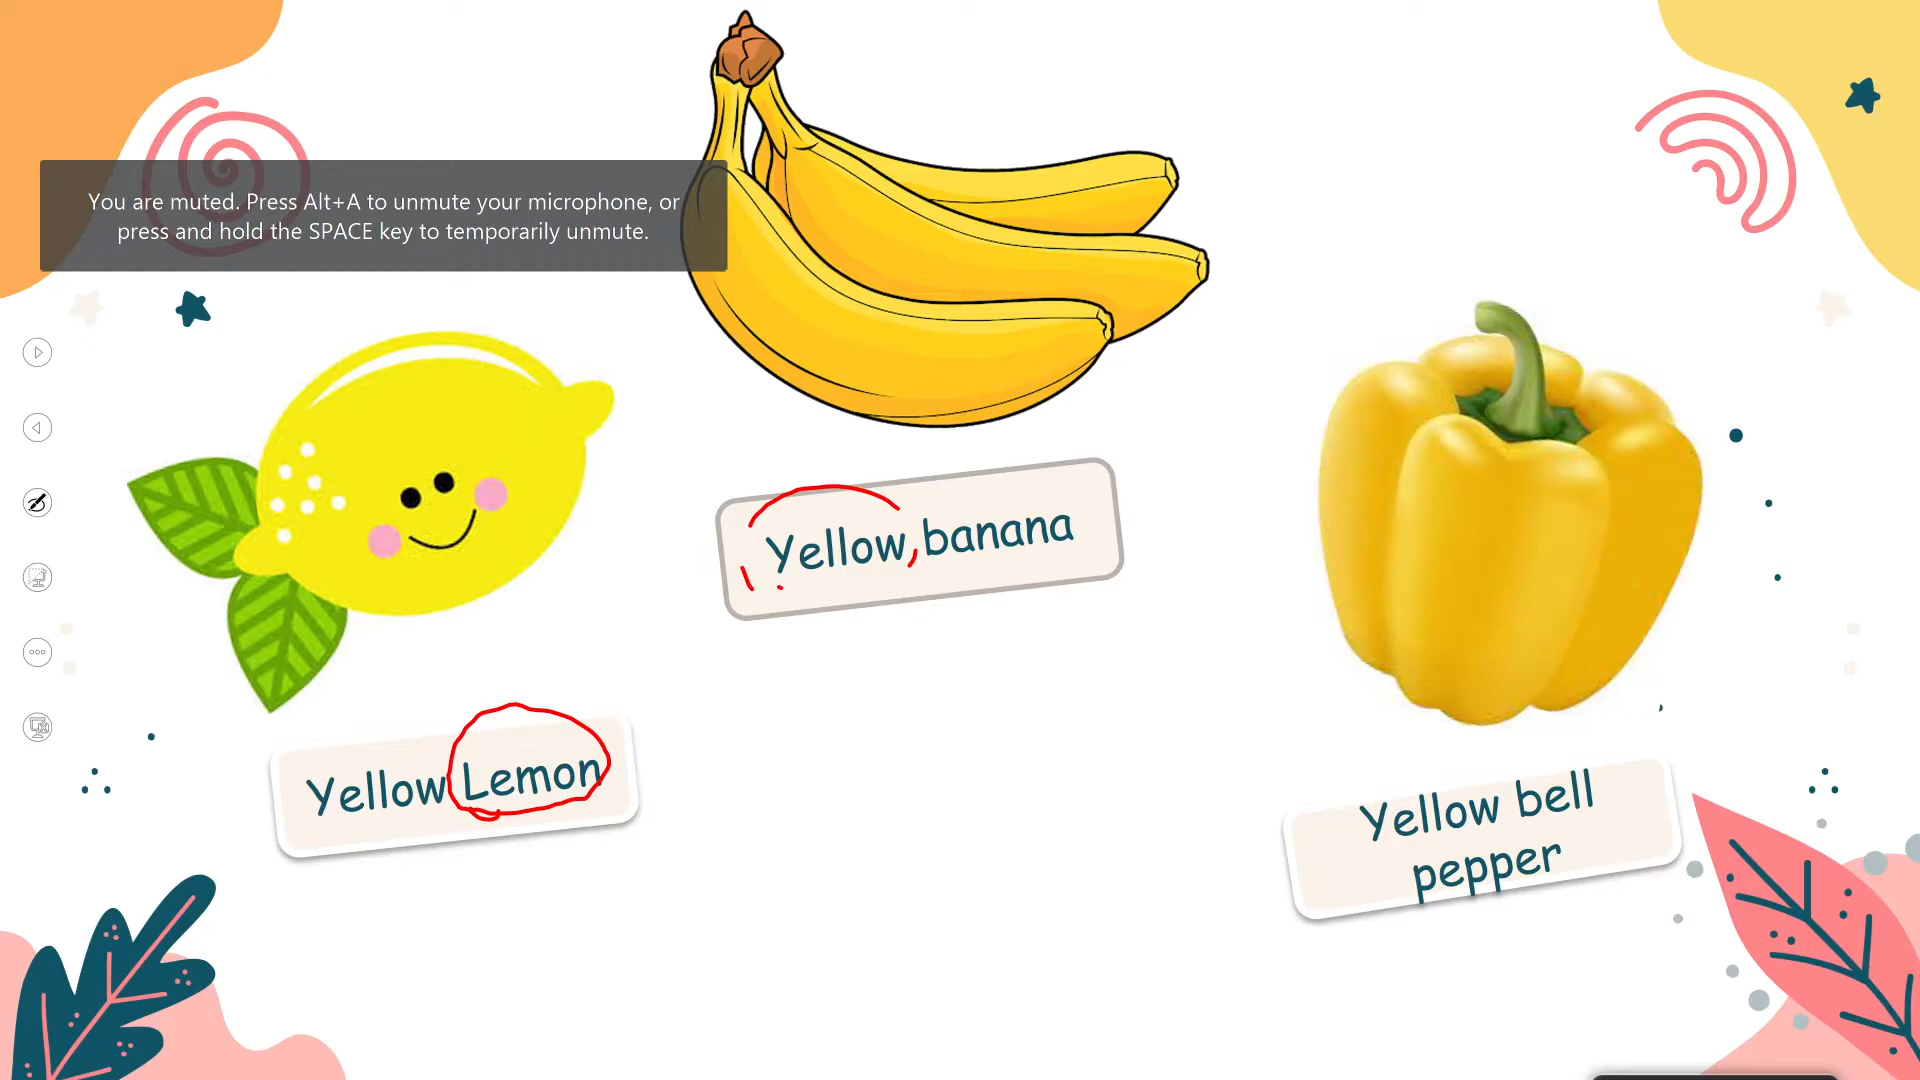 You are muted. Press Alt+A to unmute your microphone, or
press and hold the SPACE key to temporarily unmute.
Yellow banana
Yellow Lemon
Yellow bell
pepper